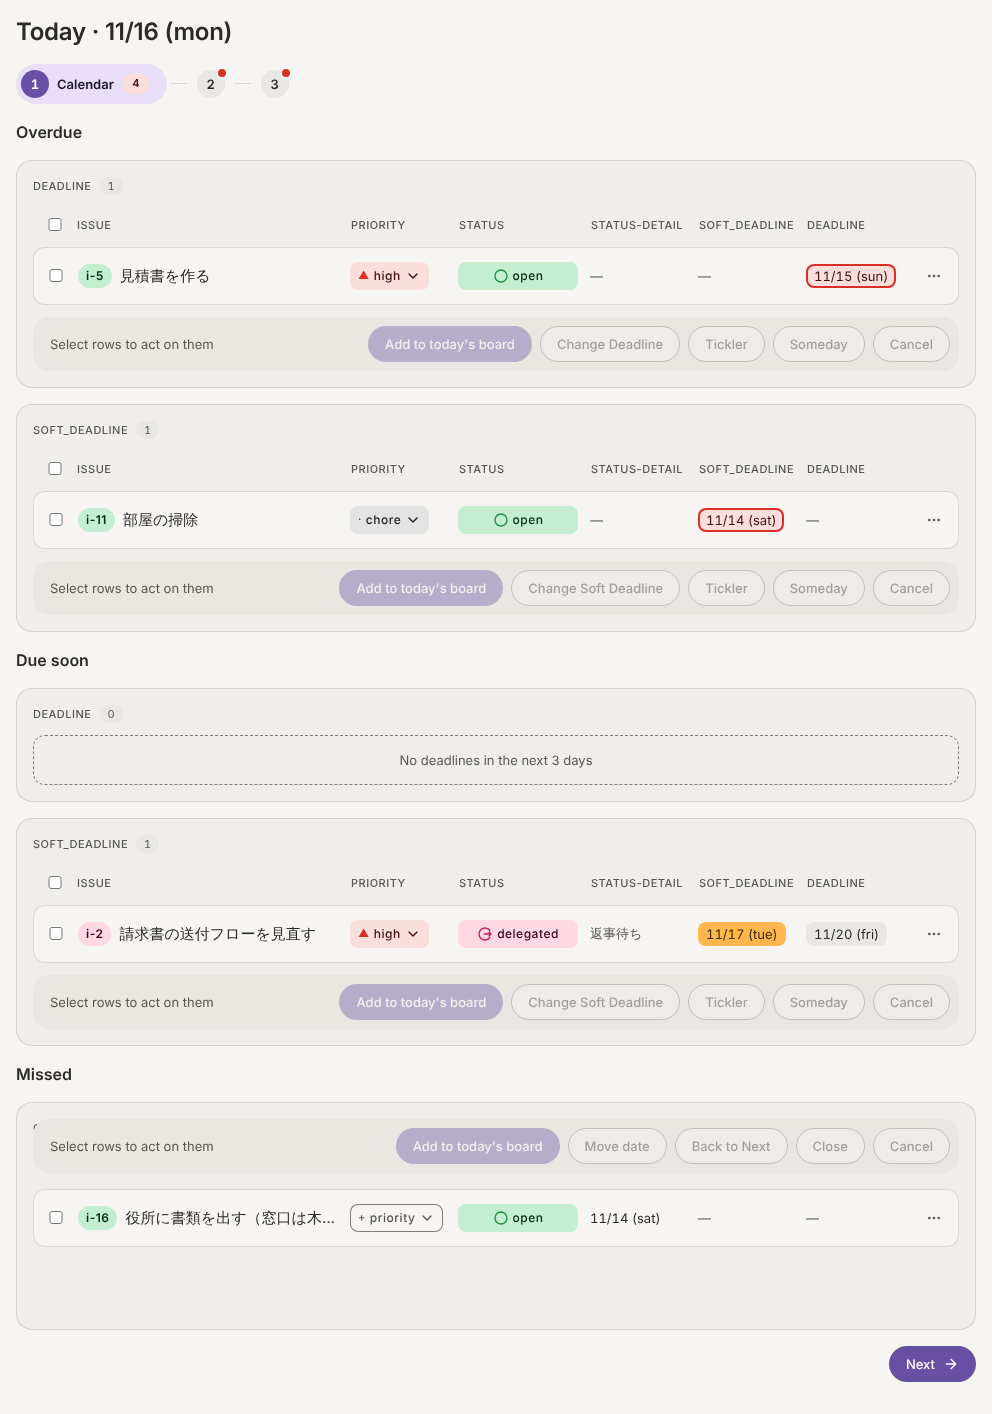 Today · 11/16 (mon)
1 Calendar 4 2 3
Overdue
DEADLINE 1
ISSUE PRIORITY STATUS STATUS-DETAIL SOFT_DEADLINE DEADLINE
i-5 見積書を作る high open — — 11/15 (sun) ···
Select rows to act on them Add to today's board Change Deadline Tickler Someday Cancel
SOFT_DEADLINE 1
ISSUE PRIORITY STATUS STATUS-DETAIL SOFT_DEADLINE DEADLINE
i-11 部屋の掃除 · chore open — 11/14 (sat) — ···
Select rows to act on them Add to today's board Change Soft Deadline Tickler Someday Cancel
Due soon
DEADLINE 0
No deadlines in the next 3 days
SOFT_DEADLINE 1
ISSUE PRIORITY STATUS STATUS-DETAIL SOFT_DEADLINE DEADLINE
i-2 請求書の送付フローを見直す high delegated 返事待ち 11/17 (tue) 11/20 (fri) ···
Select rows to act on them Add to today's board Change Soft Deadline Tickler Someday Cancel
Missed
Select rows to act on them Add to today's board Move date Back to Next Close Cancel
i-16 役所に書類を出す（窓口は木… + priority open 11/14 (sat) — — ···
Next →